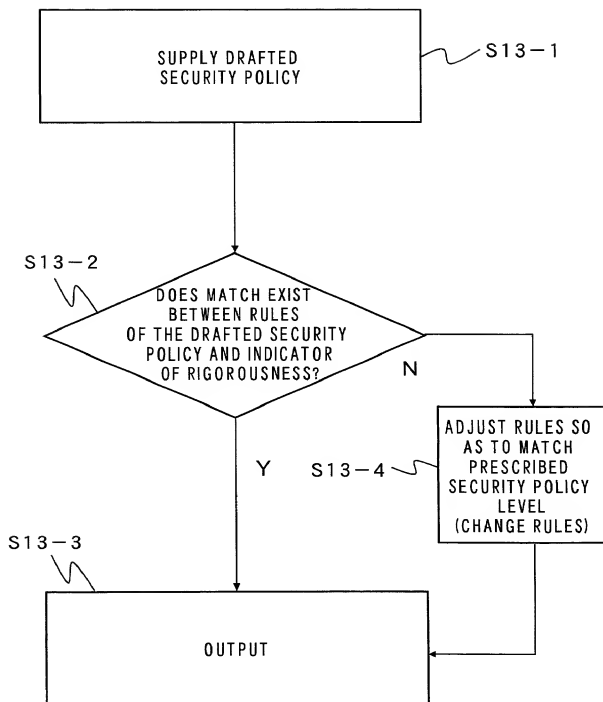 SUPPLY DRAFTED
SECURITY POLICY
S13-1
S13-2
DOES MATCH EXIST
BETWEEN RULES
OF THE DRAFTED SECURITY
POLICY AND INDICATOR
OF RIGOROUSNESS?
N
ADJUST RULES SO
AS TO MATCH
PRESCRIBED
SECURITY POLICY
LEVEL
(CHANGE RULES)
S13-4
Y
S13-3
OUTPUT